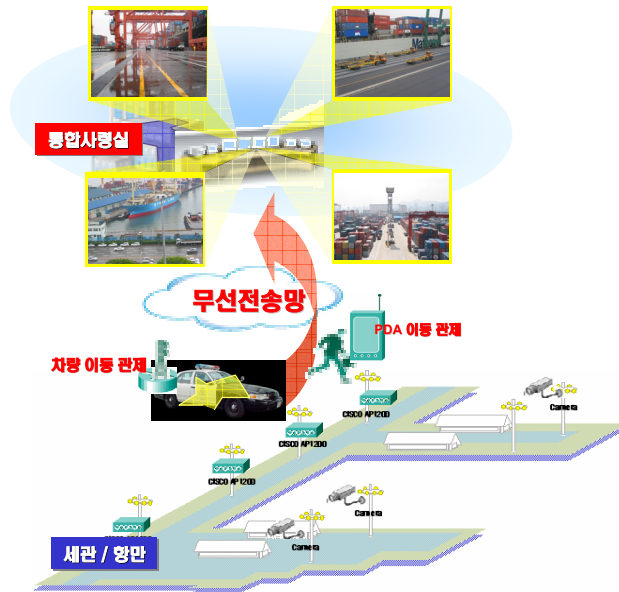 통합사령실
무선전송망
PDA 이동 관제
차량 이동 관제
CISCO AP1200
Camera
CISCO AP1200
CISCO AP1200
Camera
Camera
세관 / 항만